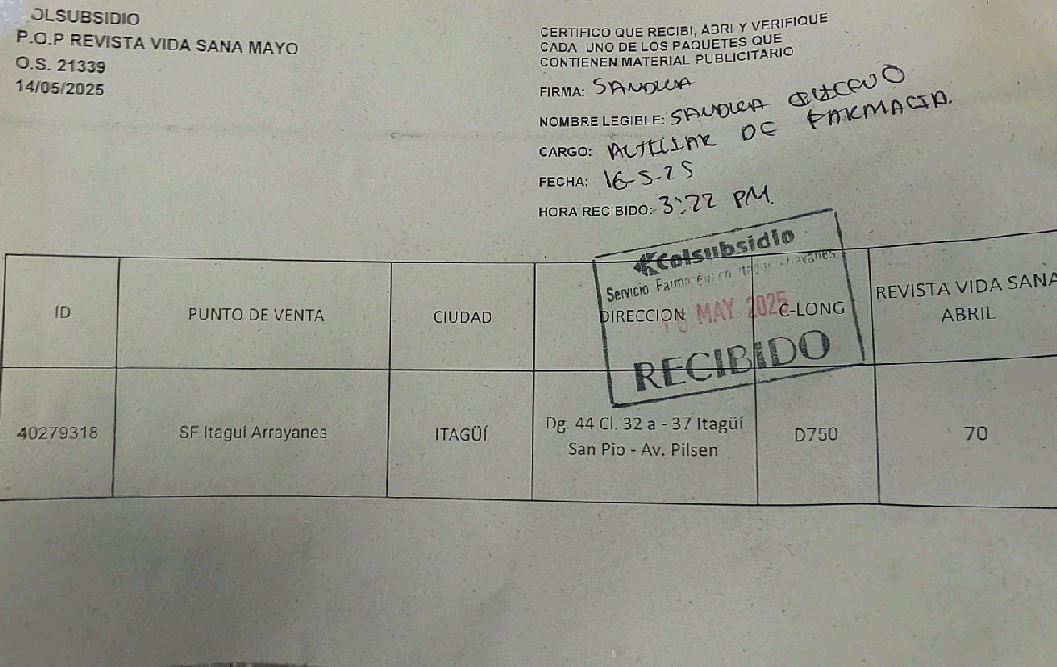 OLSUBSIDIO
P.O.P REVISTA VIDA SANA MAYO
O.S. 21339
14/05/2025
CERTIFICO QUE RECIBI, ABRI Y VERIFIQUE
CADA UNO DE LOS PAQUETES QUE
CONTIENEN MATERIAL PUBLICITARIO
FIRMA: SANDRA
NOMBRE LEGIBLE: SANDRA
CARGO: AUXILIAR DE FARMACIA.
FECHA: 16-5-25
HORA RECIBIDO: 3:22 PM.
Colsubsidio
Servicio Farmacéutico Arrayanes
MAY 2025
RECIBIDO
ID PUNTO DE VENTA CIUDAD DIRECCION C-LONG REVISTA VIDA SANA
ABRIL
40279318 SF Itagui Arrayanes ITAGÜÍ Dg. 44 Cl. 32 a - 37 Itagüí
San Pio - Av. Pilsen D750 70